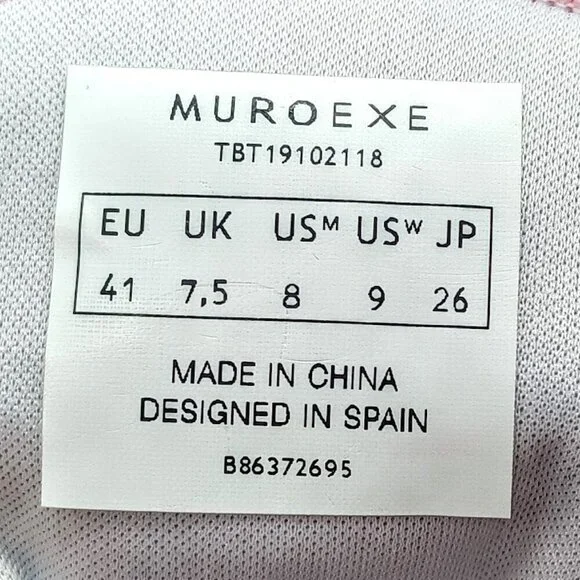 MUROEXE
TBT19102118
EU UK USM USW JP
41 7,5 8 9 26
MADE IN CHINA
DESIGNED IN SPAIN
B86372695